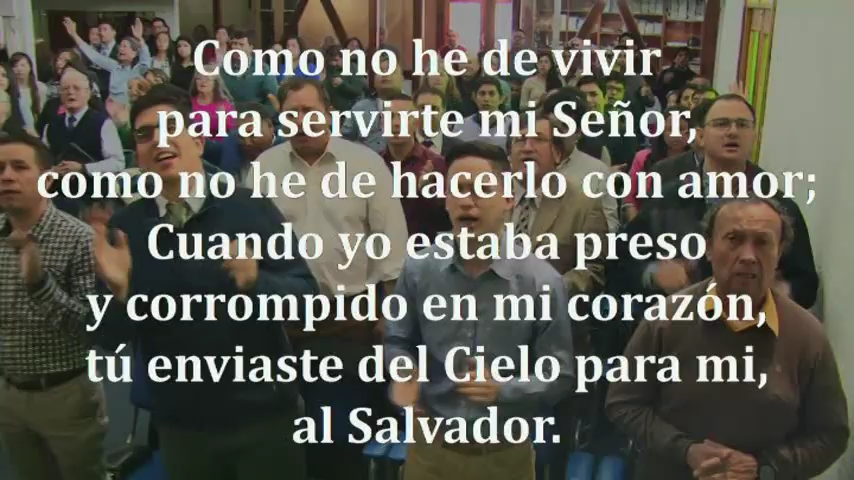 Como no he de vivir
para servirte mi Señor,
como no he de hacerlo con amor;
Cuando yo estaba preso
y corrompido en mi corazón,
tú enviaste del Cielo para mi,
al Salvador.